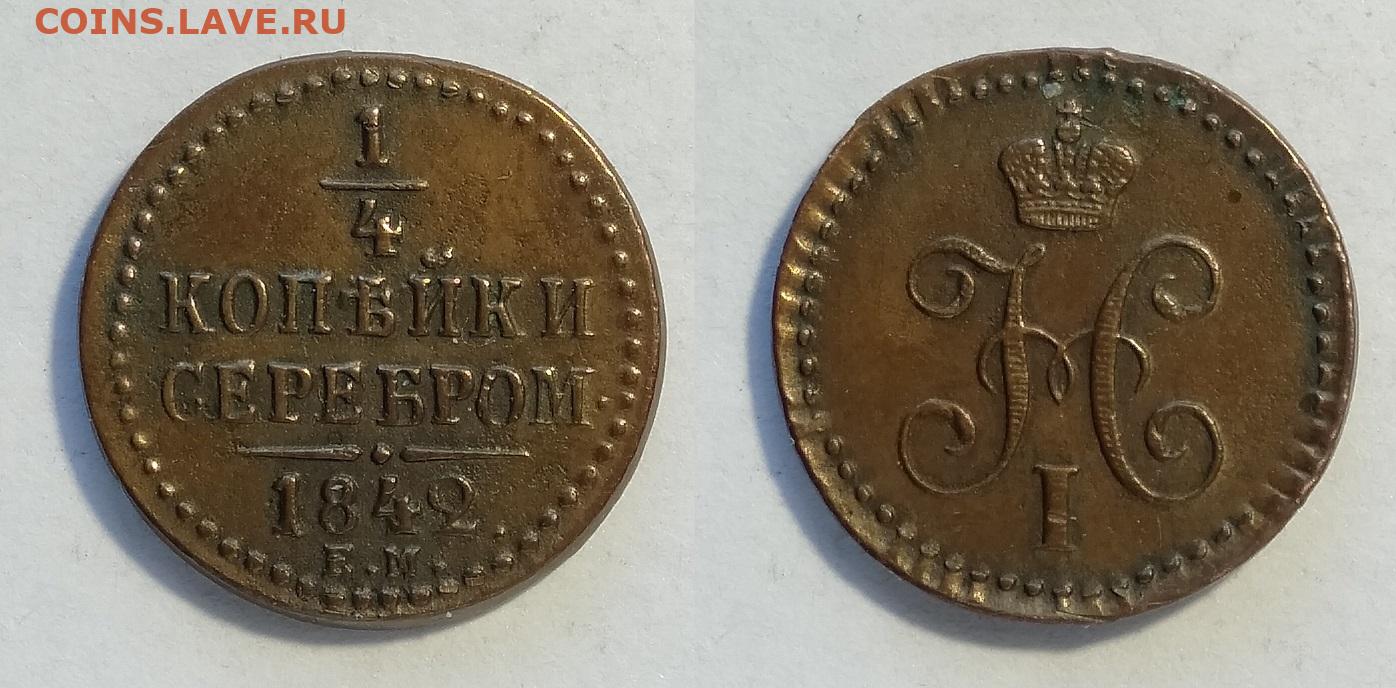 COINS.LAVE.RU
1
4
КОПѢЙКИ
СЕРЕБРОМ
1842
Е.М.
Н
I